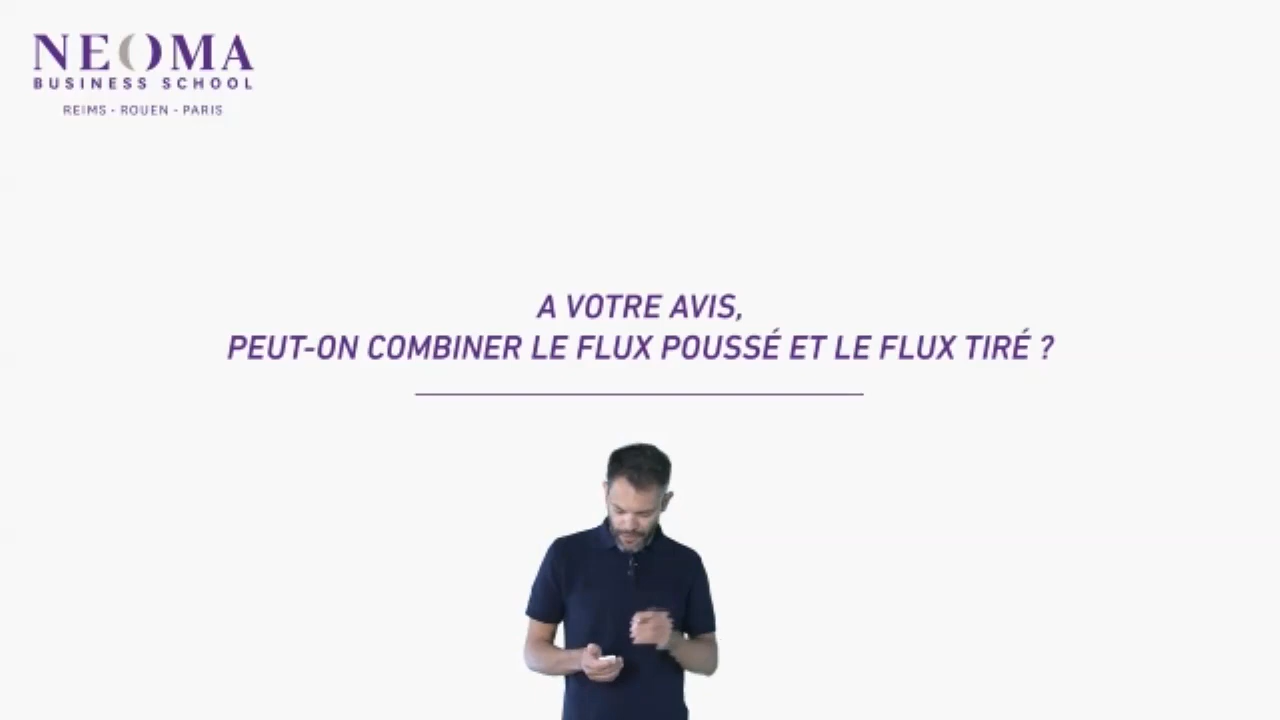 NEOMA
BUSINESS SCHOOL
REIMS - ROUEN - PARIS
A VOTRE AVIS,
PEUT-ON COMBINER LE FLUX POUSSÉ ET LE FLUX TIRÉ ?